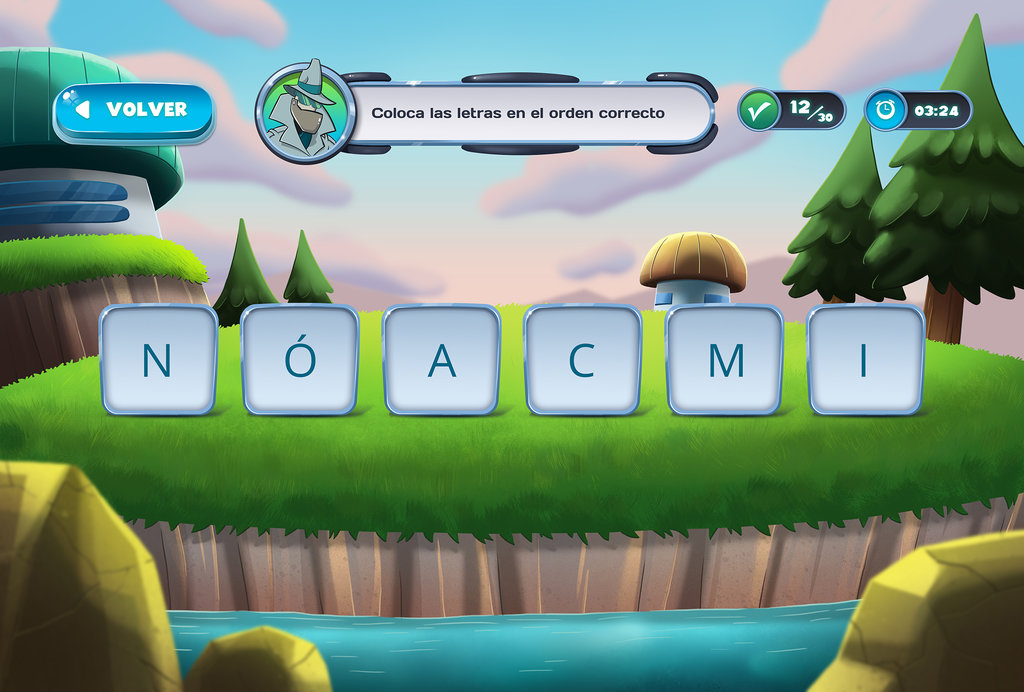 VOLVER
Coloca las letras en el orden correcto
12/30
03:24
N Ó A C M I